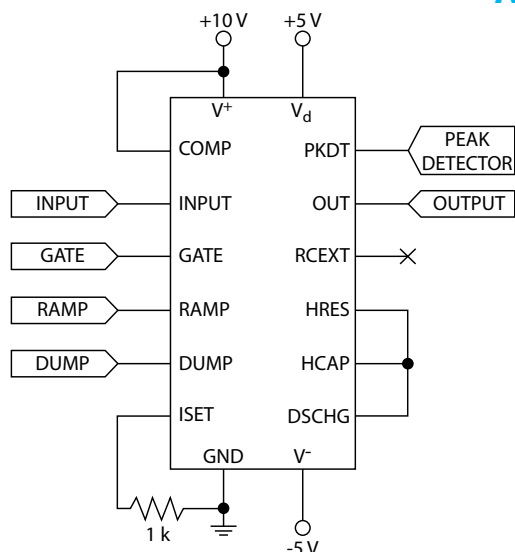 +10 V
+5 V
V+
Vd
COMP
PKDT
PEAK
DETECTOR
INPUT
INPUT
OUT
OUTPUT
GATE
GATE
RCEXT
RAMP
RAMP
HRES
DUMP
DUMP
HCAP
ISET
DSCHG
GND
V-
1 k
-5 V